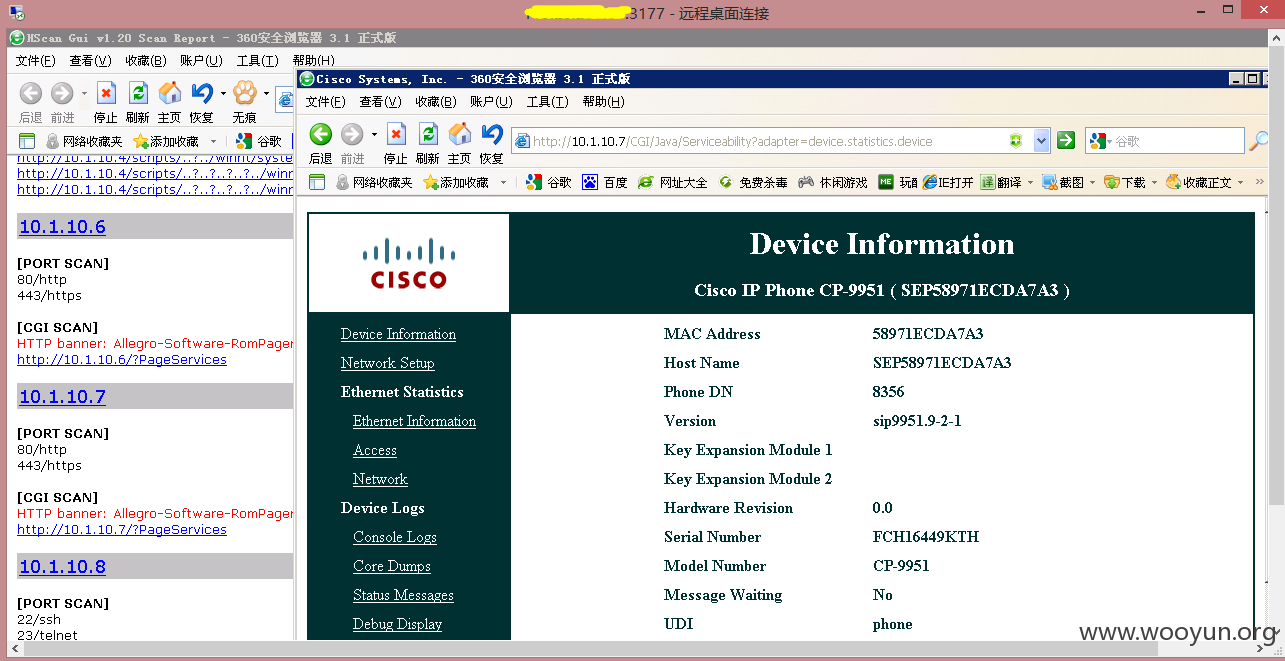 .3177 - 远程桌面连接
HScan Gui v1.20 Scan Report - 360安全浏览器 3.1 正式版
文件(F) 查看(V) 收藏(B) 账户(U) 工具(T) 帮助(H)
后退 前进 停止 刷新 主页 恢复 无痕
网络收藏夹 添加收藏 谷歌
http://10.1.10.4/scripts/..?../winnt/syste
http://10.1.10.4/scripts/..?..?..?..?../winr
http://10.1.10.4/scripts/..?..?..?..?../winr
10.1.10.6
[PORT SCAN]
80/http
443/https
[CGI SCAN]
HTTP banner: Allegro-Software-RomPager
http://10.1.10.6/?PageServices
10.1.10.7
[PORT SCAN]
80/http
443/https
[CGI SCAN]
HTTP banner: Allegro-Software-RomPager
http://10.1.10.7/?PageServices
10.1.10.8
[PORT SCAN]
22/ssh
23/telnet
Cisco Systems, Inc. - 360安全浏览器 3.1 正式版
文件(F) 查看(V) 收藏(B) 账户(U) 工具(T) 帮助(H)
后退 前进 停止 刷新 主页 恢复
http://10.1.10.7/CGI/Java/Serviceability?adapter=device.statistics.device
谷歌
网络收藏夹 添加收藏 谷歌 百度 网址大全 免费杀毒 休闲游戏 ME 玩 IE打开 译 翻译 截图 下载 收藏正文 »
CISCO
Device Information
Cisco IP Phone CP-9951 ( SEP58971ECDA7A3 )
Device Information
Network Setup
Ethernet Statistics
Ethernet Information
Access
Network
Device Logs
Console Logs
Core Dumps
Status Messages
Debug Display
MAC Address 58971ECDA7A3
Host Name SEP58971ECDA7A3
Phone DN 8356
Version sip9951.9-2-1
Key Expansion Module 1
Key Expansion Module 2
Hardware Revision 0.0
Serial Number FCH16449KTH
Model Number CP-9951
Message Waiting No
UDI phone
www.wooyun.org